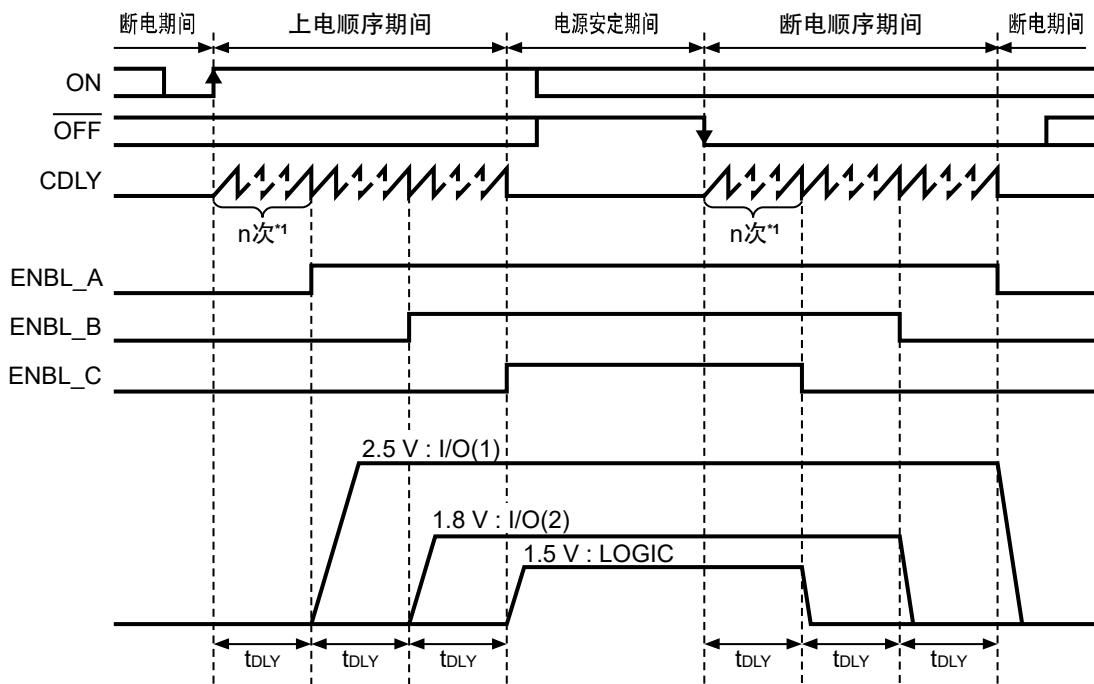 断电期间 上电顺序期间 电源安定期间 断电顺序期间 断电期间
ON
OFF
CDLY
n次*1 n次*1
ENBL_A
ENBL_B
ENBL_C
2.5 V : I/O(1)
1.8 V : I/O(2)
1.5 V : LOGIC
tDLY tDLY tDLY tDLY tDLY tDLY